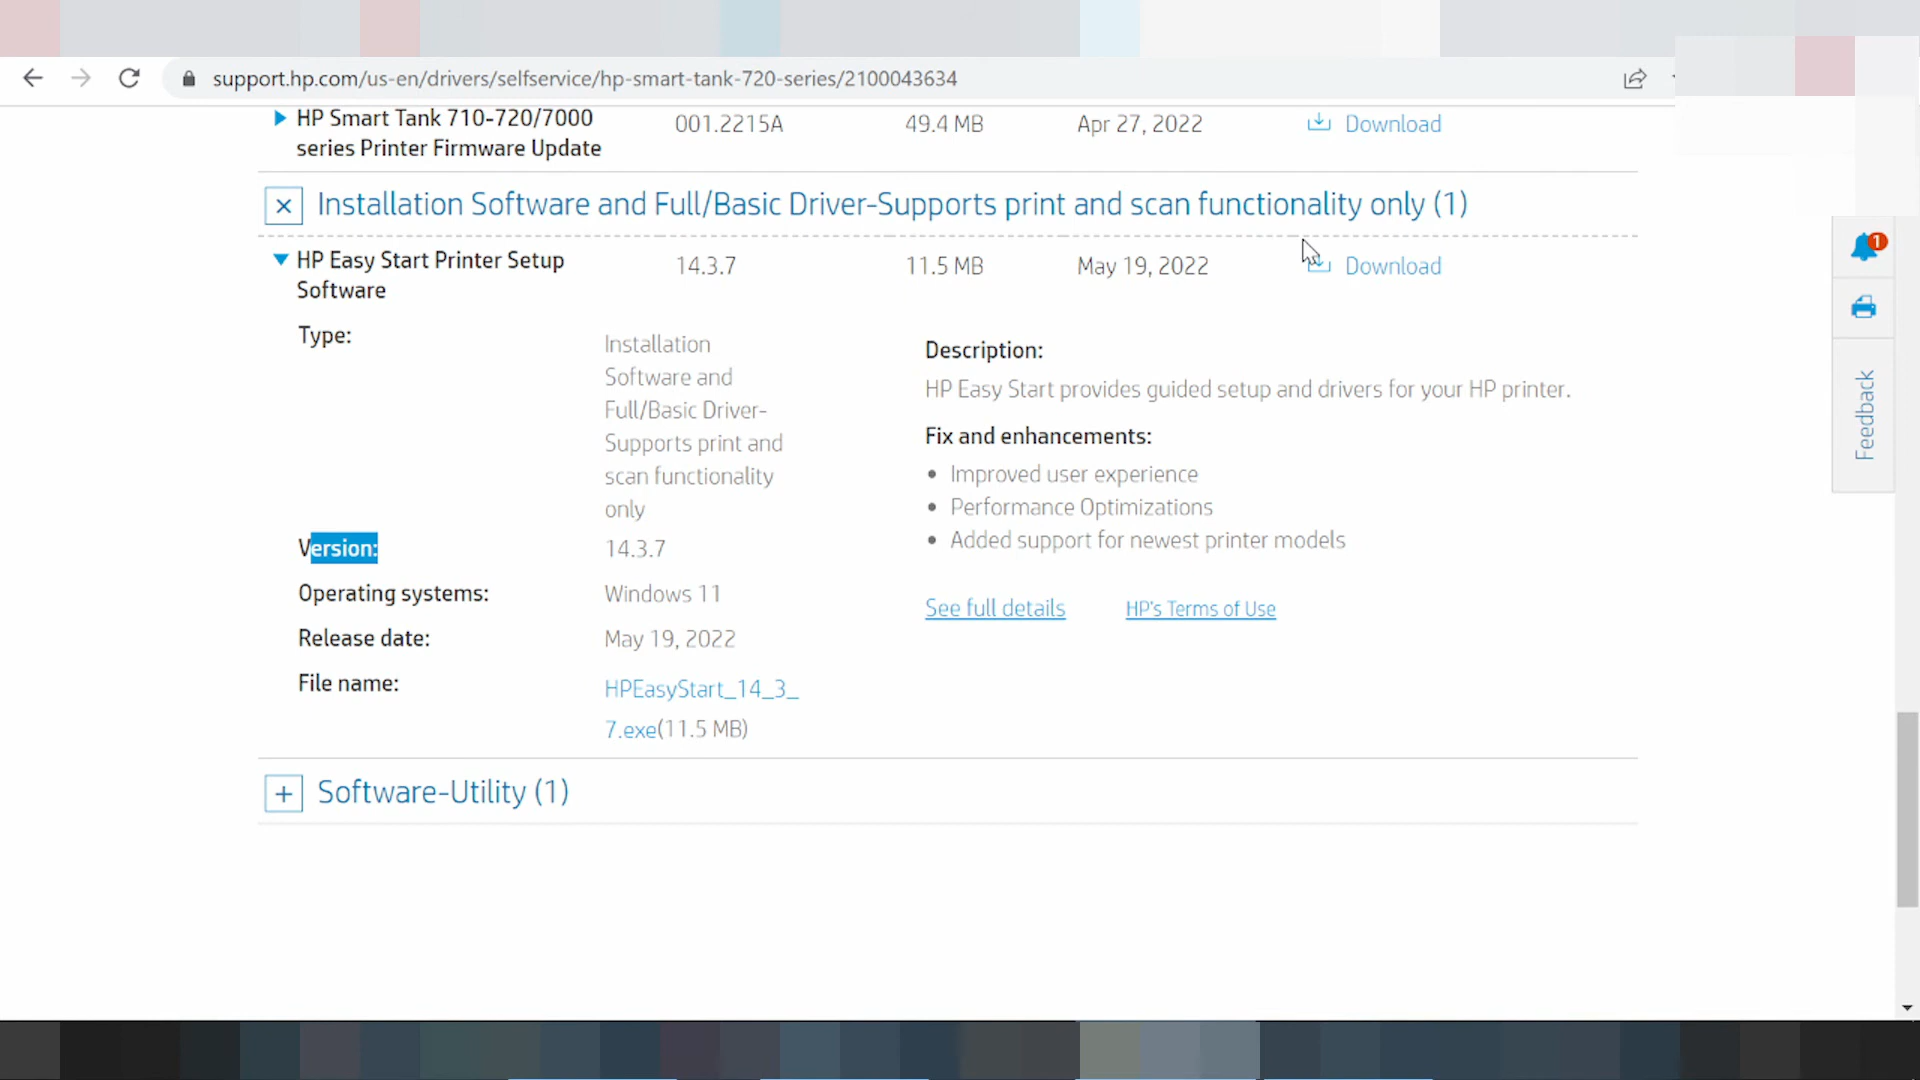 support.hp.com/us-en/drivers/selfservice/hp-smart-tank-720-series/2100043634
HP Smart Tank 710-720/7000 series Printer Firmware Update
001.2215A
49.4 MB
Apr 27, 2022
Download
Installation Software and Full/Basic Driver-Supports print and scan functionality only (1)
HP Easy Start Printer Setup
Software
14.3.7
11.5 MB
May 19, 2022
Download
Type:
Installation
Software and
Full/Basic Driver-
Supports print and
scan functionality
only
Version:
14.3.7
Operating systems:
Windows 11
Release date:
May 19, 2022
File name:
HPEasyStart_14_3_
7.exe(11.5 MB)
Description:
HP Easy Start provides guided setup and drivers for your HP printer.
Fix and enhancements:
• Improved user experience
• Performance Optimizations
• Added support for newest printer models
See full details
HP's Terms of Use
Software-Utility (1)
1
Feedback